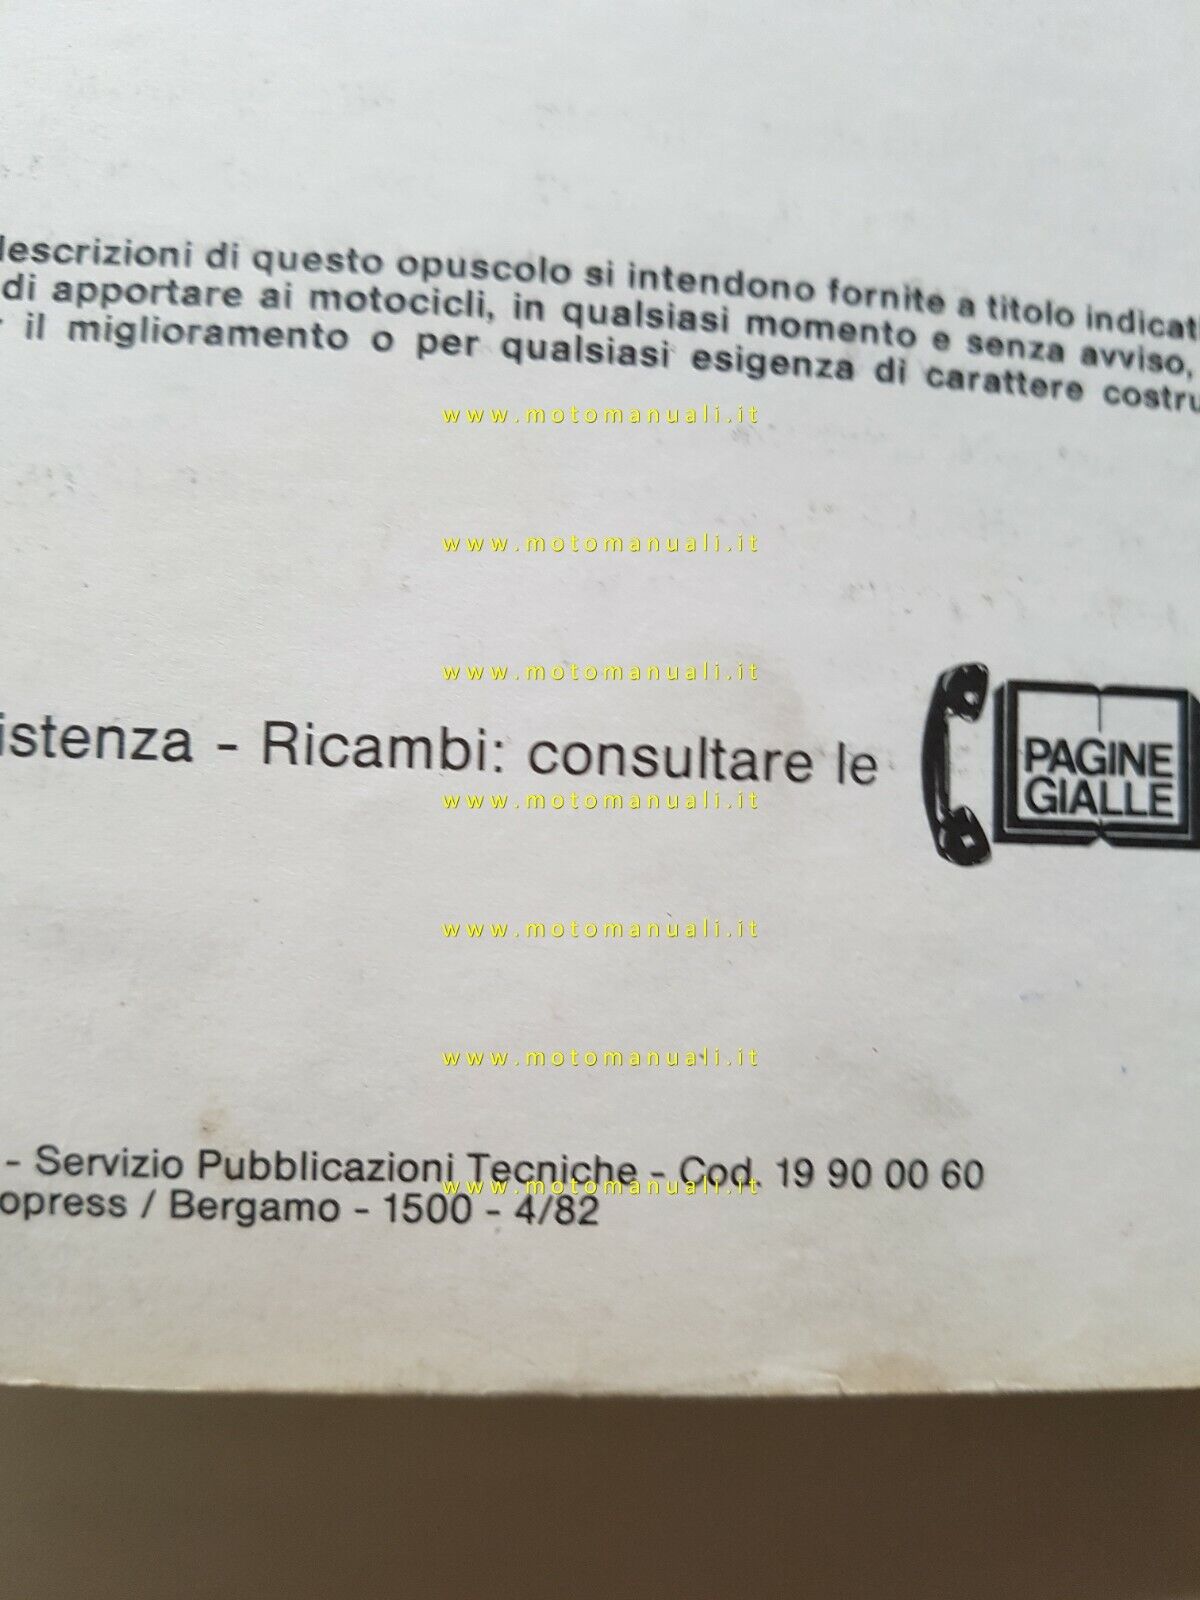 descrizioni di questo opuscolo si intendono fornite a titolo indicat
di apportare ai motocicli, in qualsiasi momento e senza avviso,
il miglioramento o per qualsiasi esigenza di carattere costru
www.motomanuali.it
www.motomanuali.it
www.motomanuali.it
istenza - Ricambi: consultare le
PAGINE
GIALLE
www.motomanuali.it
www.motomanuali.it
www.motomanuali.it
- Servizio Pubblicazioni Tecniche - Cod. 19 90 00 60
www.motomanuali.it
opress / Bergamo - 1500 - 4/82